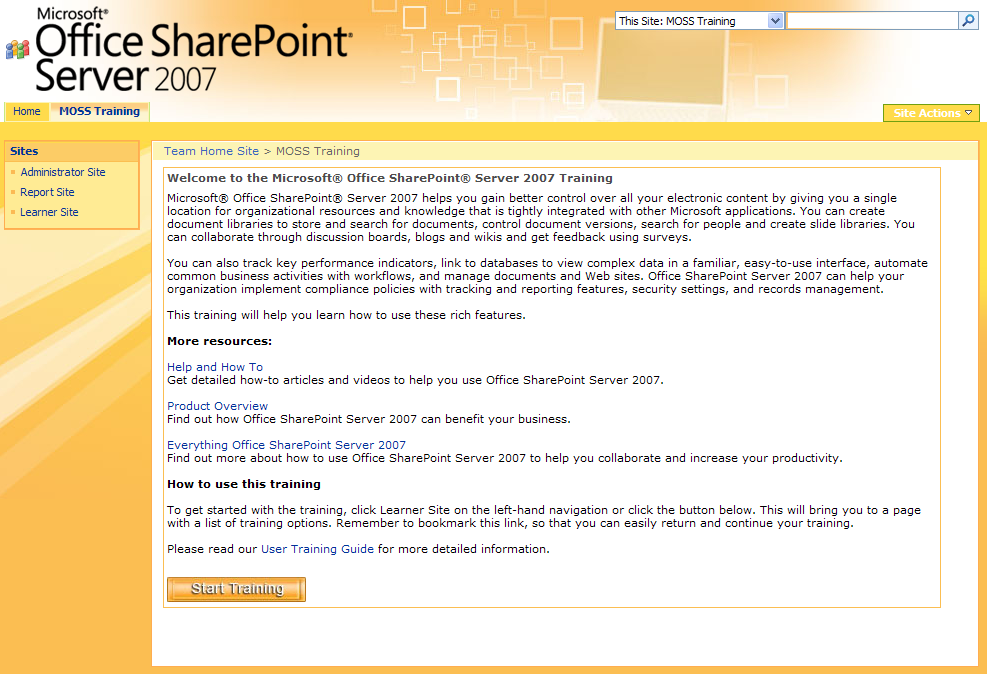 Microsoft®
Office SharePoint®
Server 2007
This Site: MOSS Training
Home
MOSS Training
Site Actions
Sites
Administrator Site
Report Site
Learner Site
Team Home Site > MOSS Training
Welcome to the Microsoft® Office SharePoint® Server 2007 Training
Microsoft® Office SharePoint® Server 2007 helps you gain better control over all your electronic content by giving you a single
location for organizational resources and knowledge that is tightly integrated with other Microsoft applications. You can create
document libraries to store and search for documents, control document versions, search for people and create slide libraries. You
can collaborate through discussion boards, blogs and wikis and get feedback using surveys.
You can also track key performance indicators, link to databases to view complex data in a familiar, easy-to-use interface, automate
common business activities with workflows, and manage documents and Web sites. Office SharePoint Server 2007 can help your
organization implement compliance policies with tracking and reporting features, security settings, and records management.
This training will help you learn how to use these rich features.
More resources:
Help and How To
Get detailed how-to articles and videos to help you use Office SharePoint Server 2007.
Product Overview
Find out how Office SharePoint Server 2007 can benefit your business.
Everything Office SharePoint Server 2007
Find out more about how to use Office SharePoint Server 2007 to help you collaborate and increase your productivity.
How to use this training
To get started with the training, click Learner Site on the left-hand navigation or click the button below. This will bring you to a page
with a list of training options. Remember to bookmark this link, so that you can easily return and continue your training.
Please read our User Training Guide for more detailed information.
Start Training